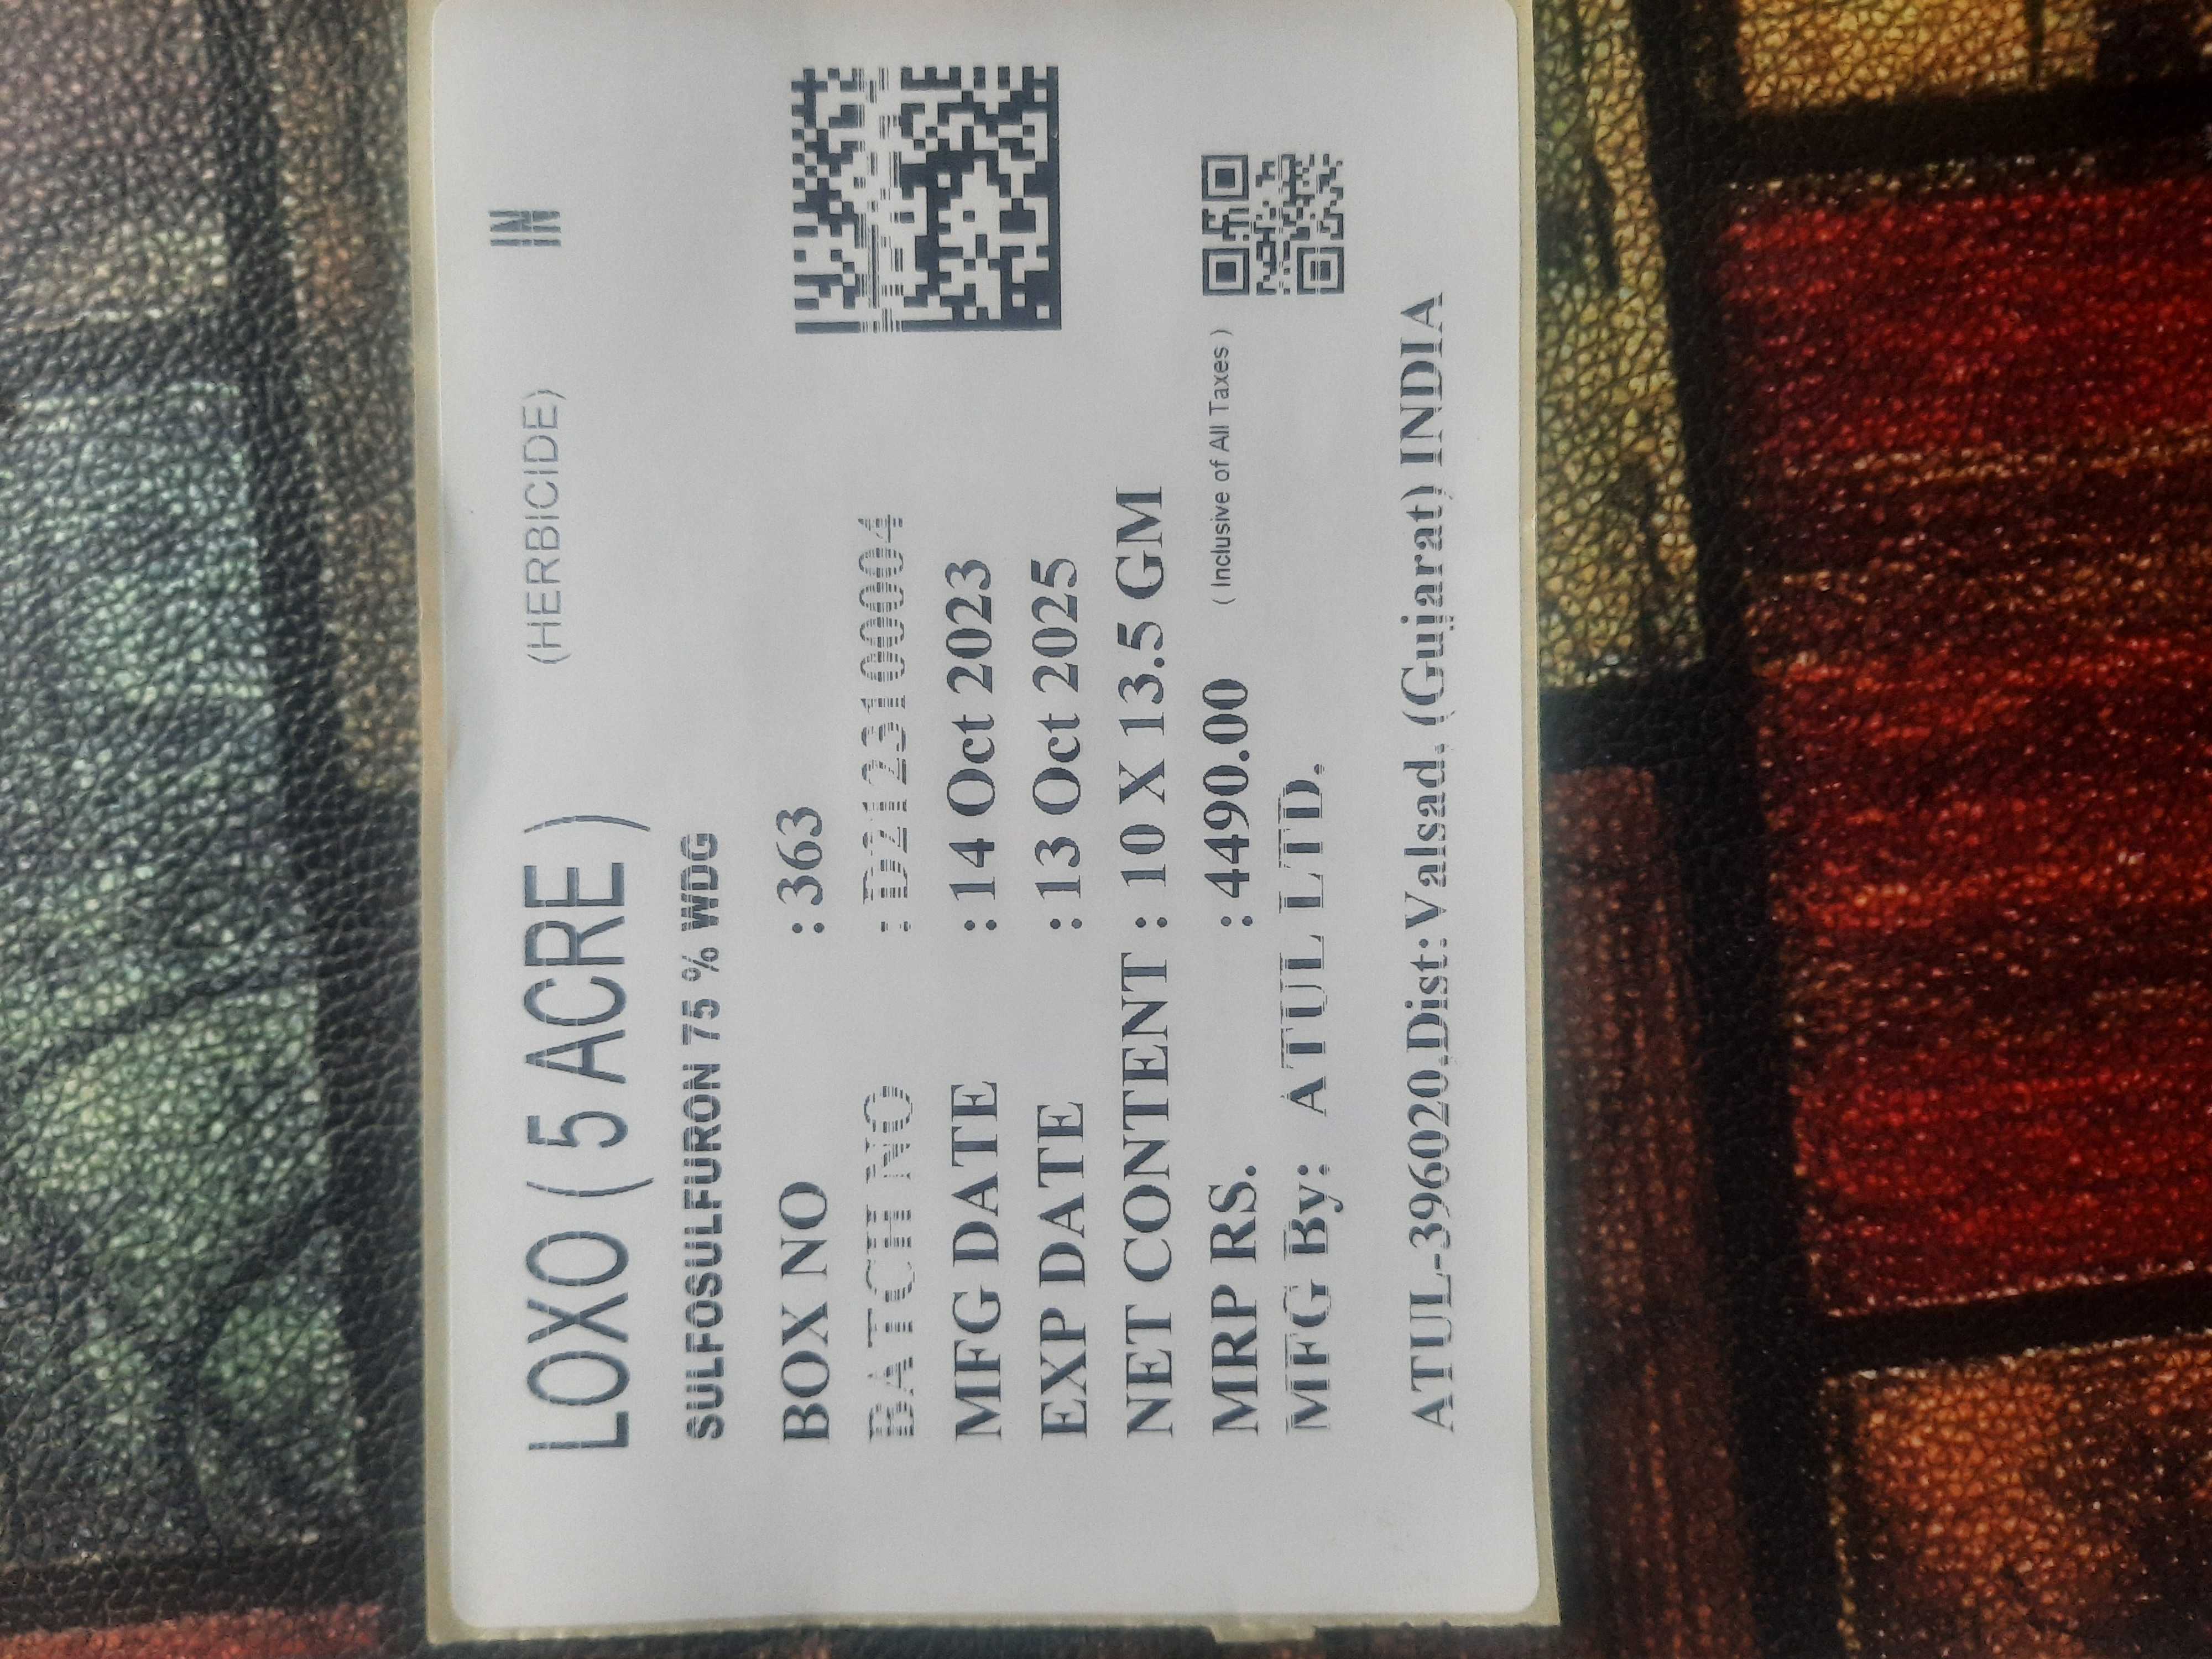 LOXO ( 5 ACRE ) (HERBICIDE) IN
SULFOSULFURON 75 % WDG
BOX NO : 363
BATCH NO : D212310004
MFG DATE : 14 Oct 2023
EXP DATE : 13 Oct 2025
NET CONTENT : 10 X 13.5 GM
MRP RS. : 4490.00 ( Inclusive of All Taxes )
MFG By: ATUL LTD.
ATUL-396020,Dist:Valsad, (Gujarat) INDIA